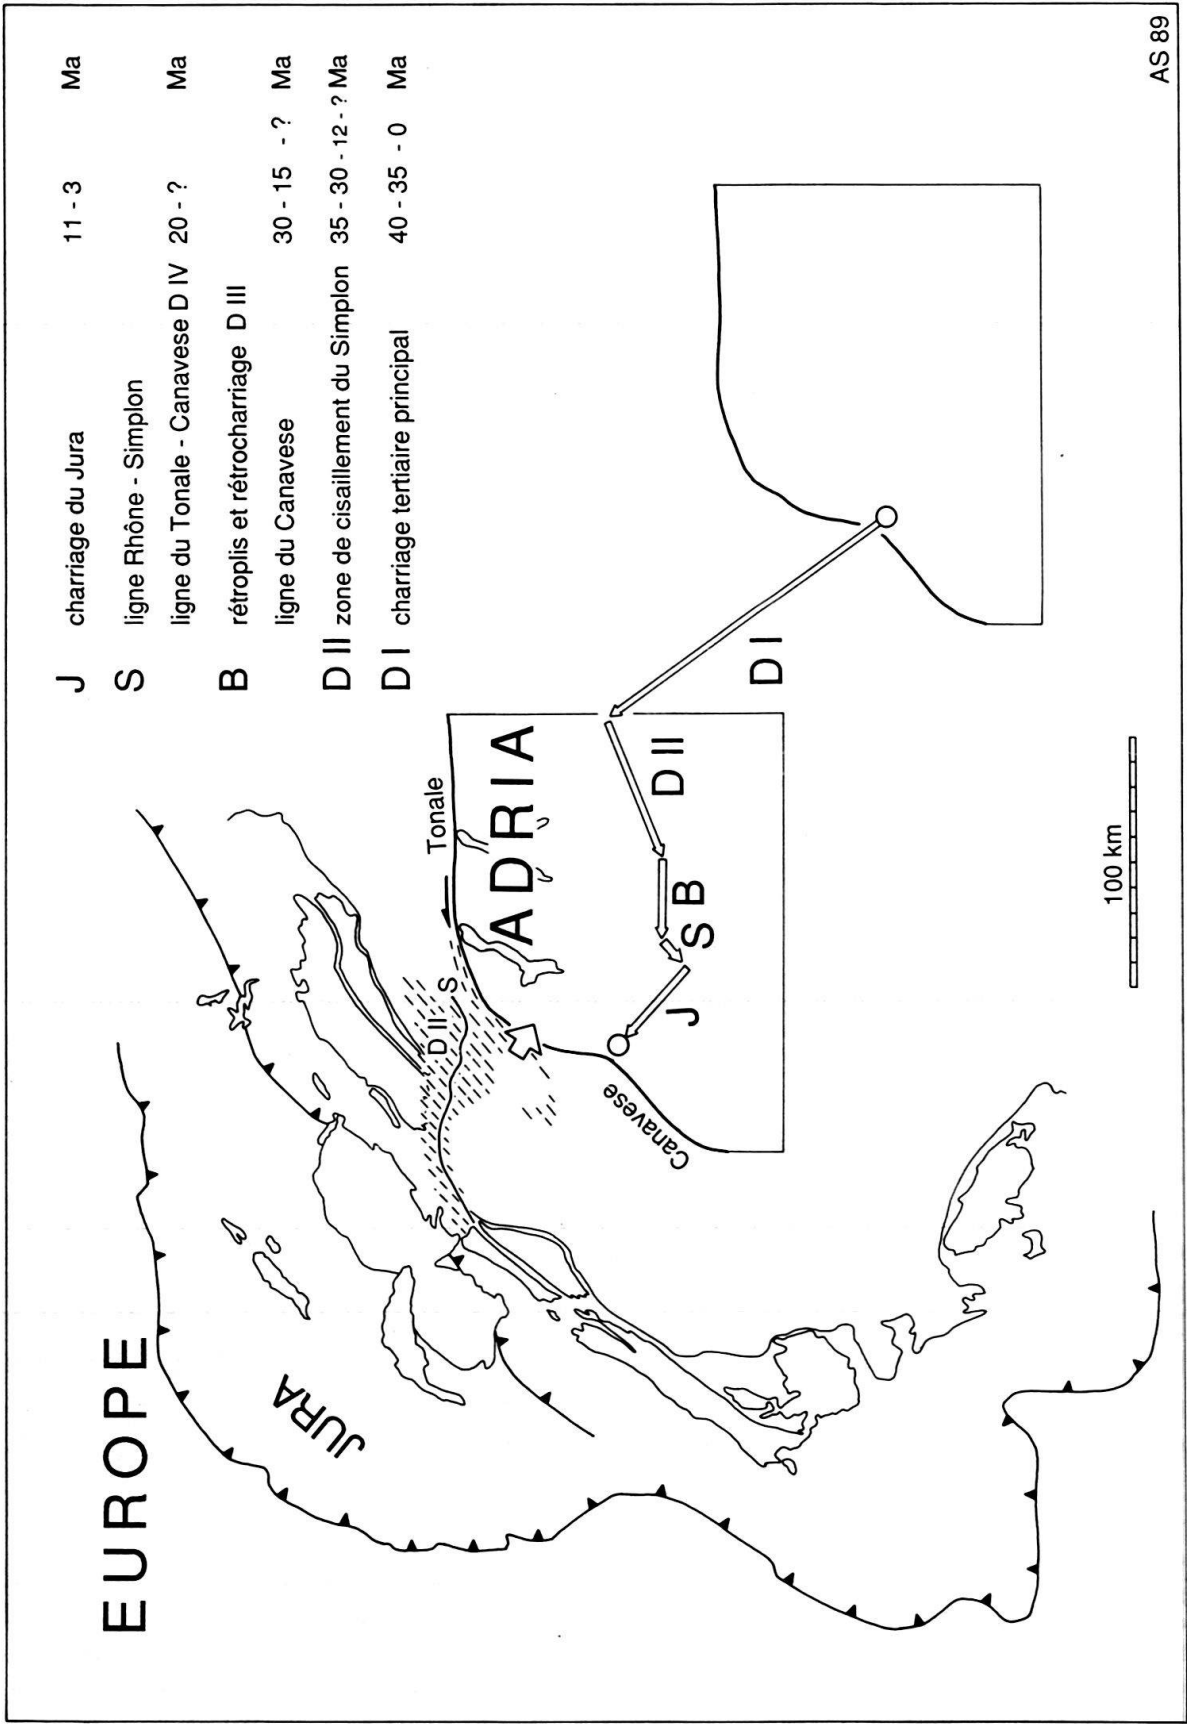 EUROPE
J charriage du Jura 11 - 3 Ma
S ligne Rhône - Simplon
ligne du Tonale - Canavese D IV 20 - ? Ma
B rétroplis et rétrocharriage D III
ligne du Canavese 30 - 15 - ? Ma
D II zone de cisaillement du Simplon 35 - 30 - 12 - ? Ma
D I charriage tertiaire principal 40 - 35 - 0 Ma
JURA
D II
S
Tonale
ADRIA
Canavese
J
S
B
D II
D I
100 km
AS 89